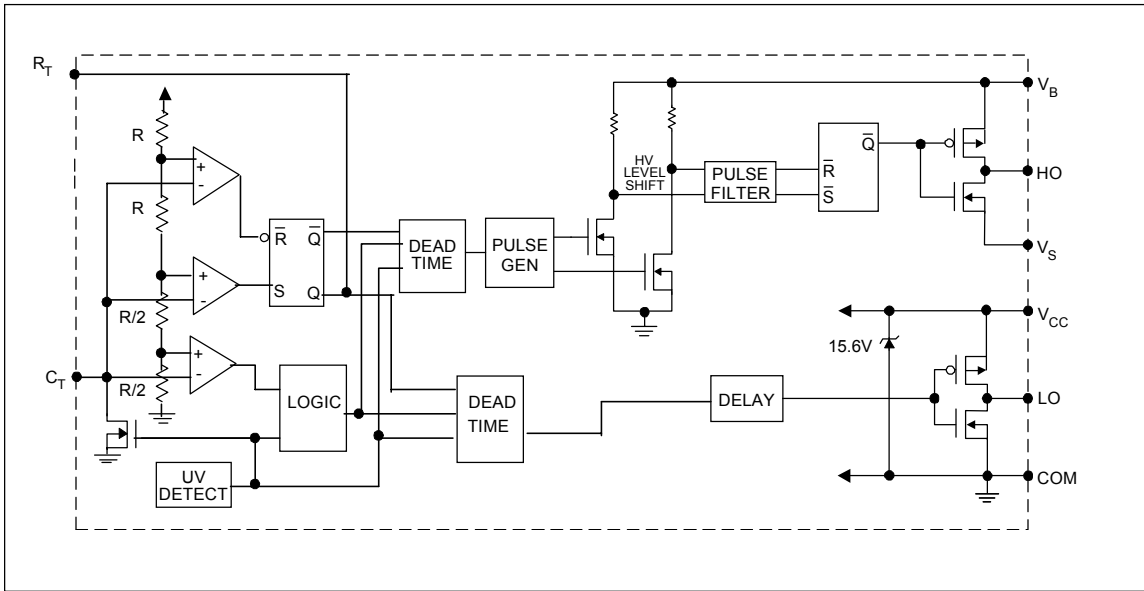 R_T
R
+
-
R
+
-
R/2
+
-
R/2
C_T
R̅ Q̅
S Q
LOGIC
UV
DETECT
DEAD
TIME
PULSE
GEN
HV
LEVEL
SHIFT
PULSE
FILTER
R̅ Q̅
S̅
DEAD
TIME
DELAY
15.6V
V_B
HO
V_S
V_CC
LO
COM